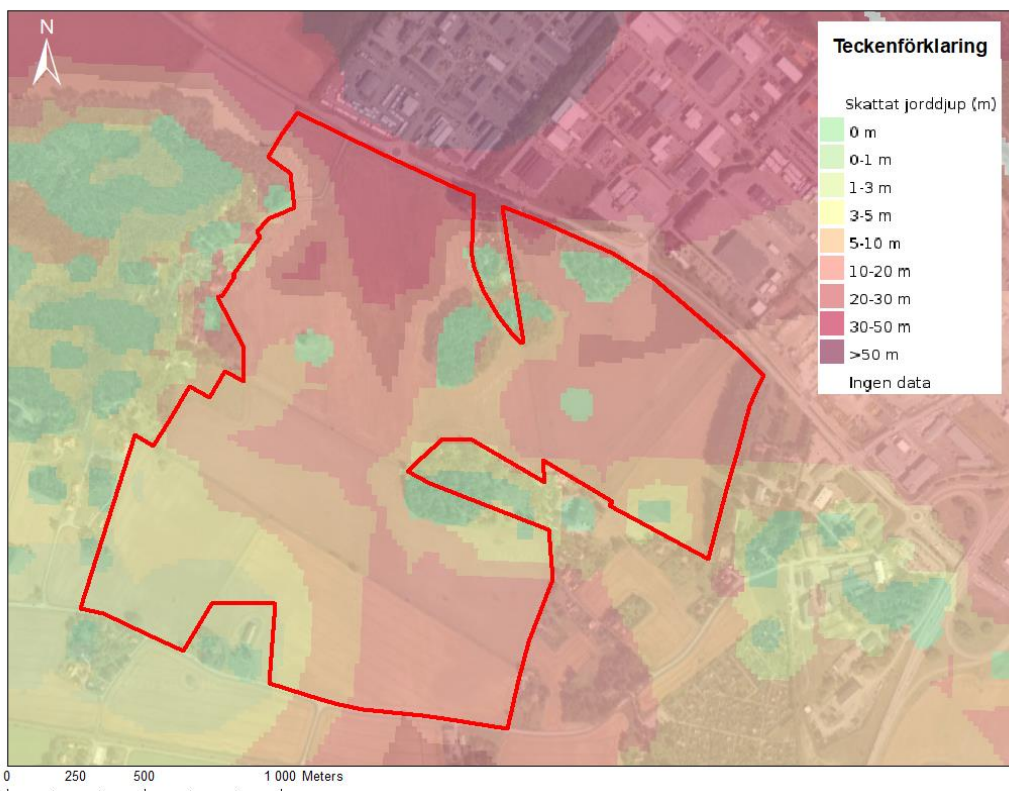 N
Teckenförklaring
Skattat jorddjup (m)
0 m
0-1 m
1-3 m
3-5 m
5-10 m
10-20 m
20-30 m
30-50 m
>50 m
Ingen data
0 250 500 1 000 Meters